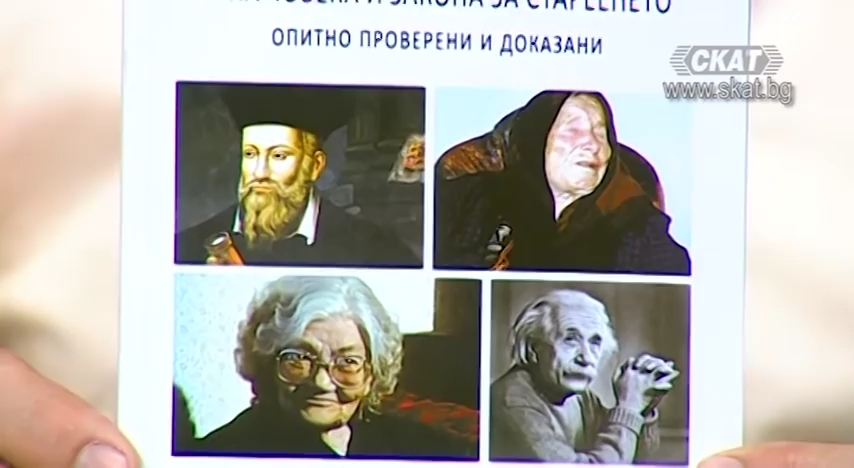 ЗАКОНА ЗА СТАРЕЕНЕТО
ОПИТНО ПРОВЕРЕНИ И ДОКАЗАНИ
СКАТ
www.skat.bg